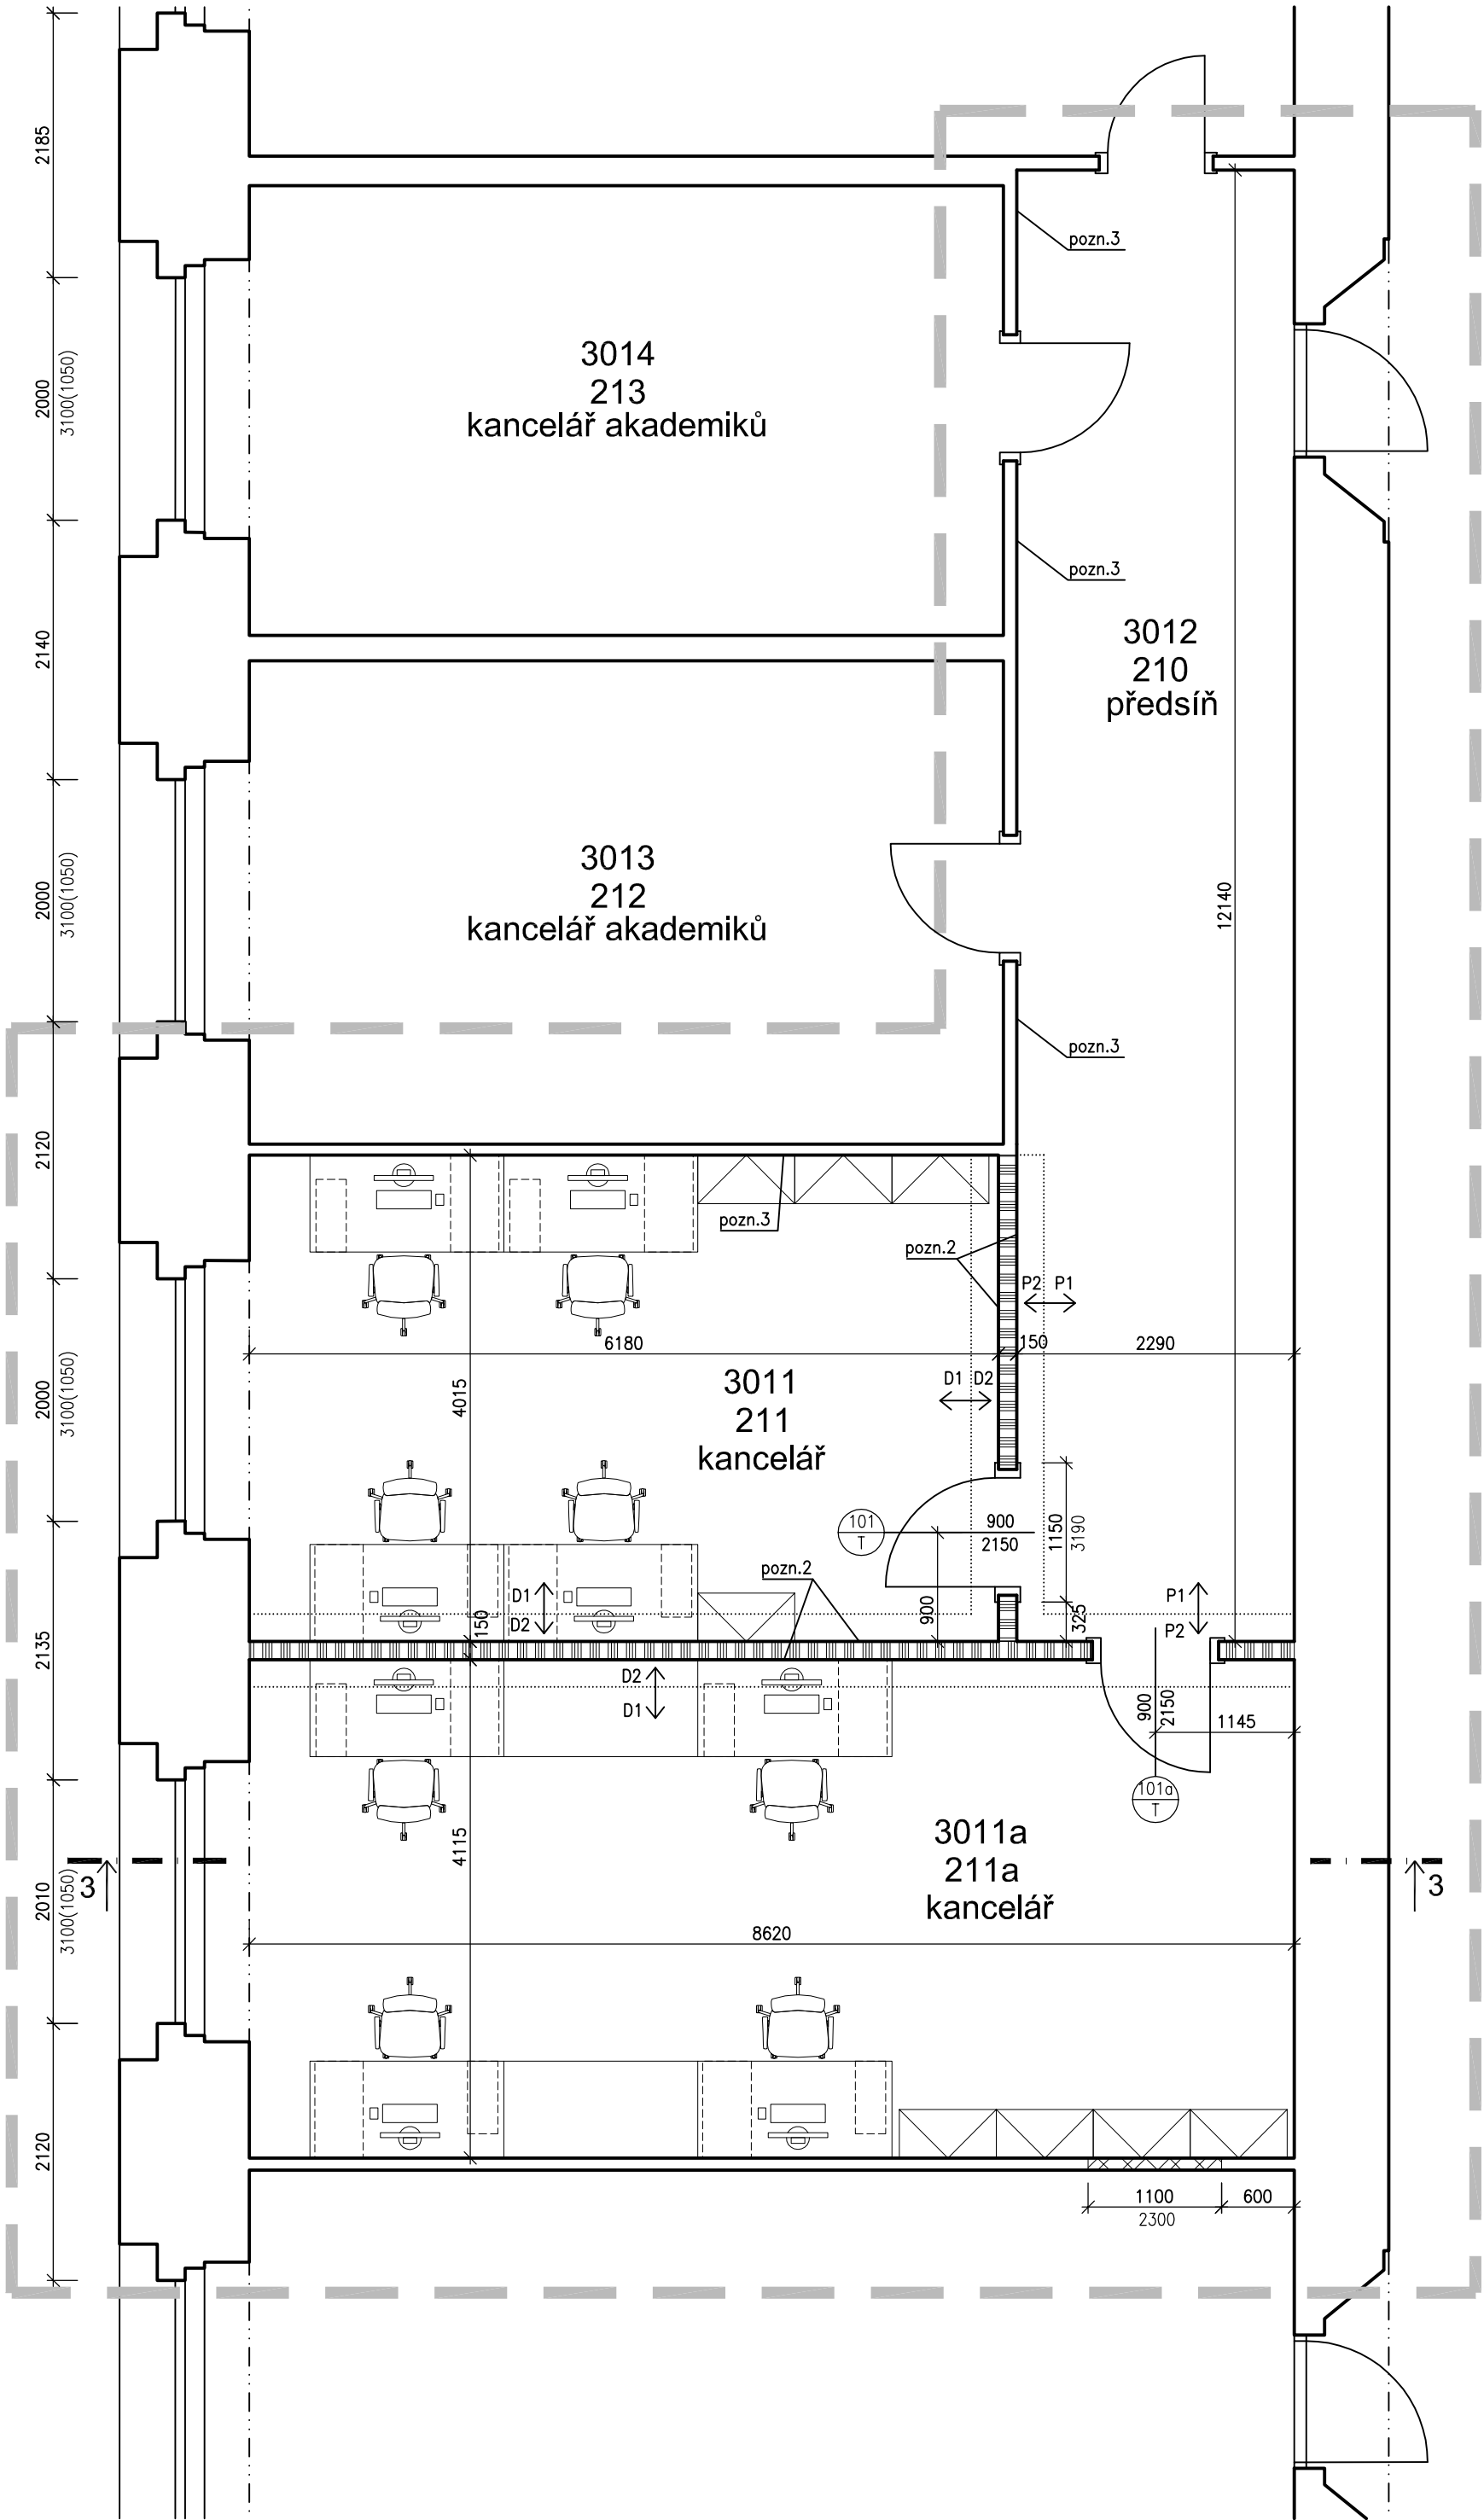 2185
pozn.3
3014
213
kancelář akademiků
2000
3100(1050)
pozn.3
3012
210
předsíň
2140
3013
212
kancelář akademiků
2000
3100(1050)
12140
pozn.3
2120
pozn.3
pozn.2
P2 P1
6180
150
2290
3011
211
kancelář
D1 D2
2000
3100(1050)
4015
101
T
900
2150
1150
3190
pozn.2
D1
D2
150
900
325
P1
P2
2135
D2
D1
900
2150
1145
101a
T
3011a
211a
kancelář
4115
3
3
2010
3100(1050)
8620
2120
1100
2300
600